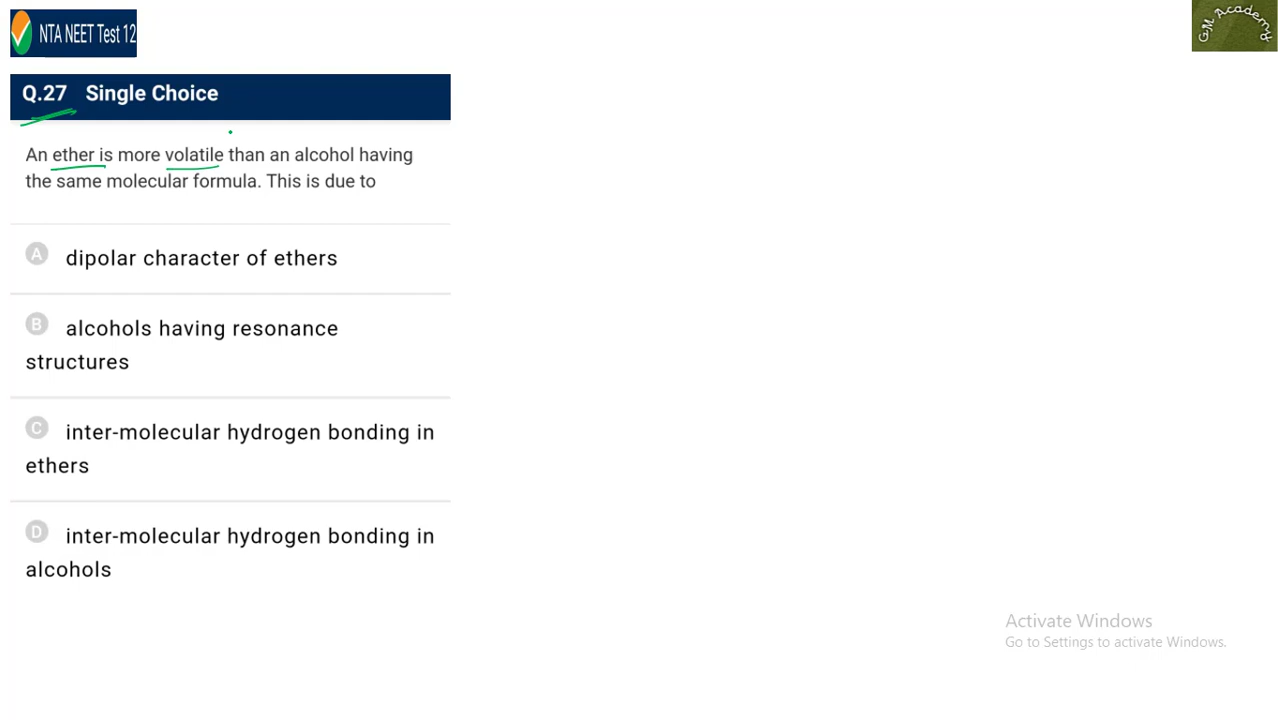 NTA NEET Test 12
GM Academy
Q.27 Single Choice
An ether is more volatile than an alcohol having
the same molecular formula. This is due to
A dipolar character of ethers
B alcohols having resonance
structures
C inter-molecular hydrogen bonding in
ethers
D inter-molecular hydrogen bonding in
alcohols
Activate Windows
Go to Settings to activate Windows.